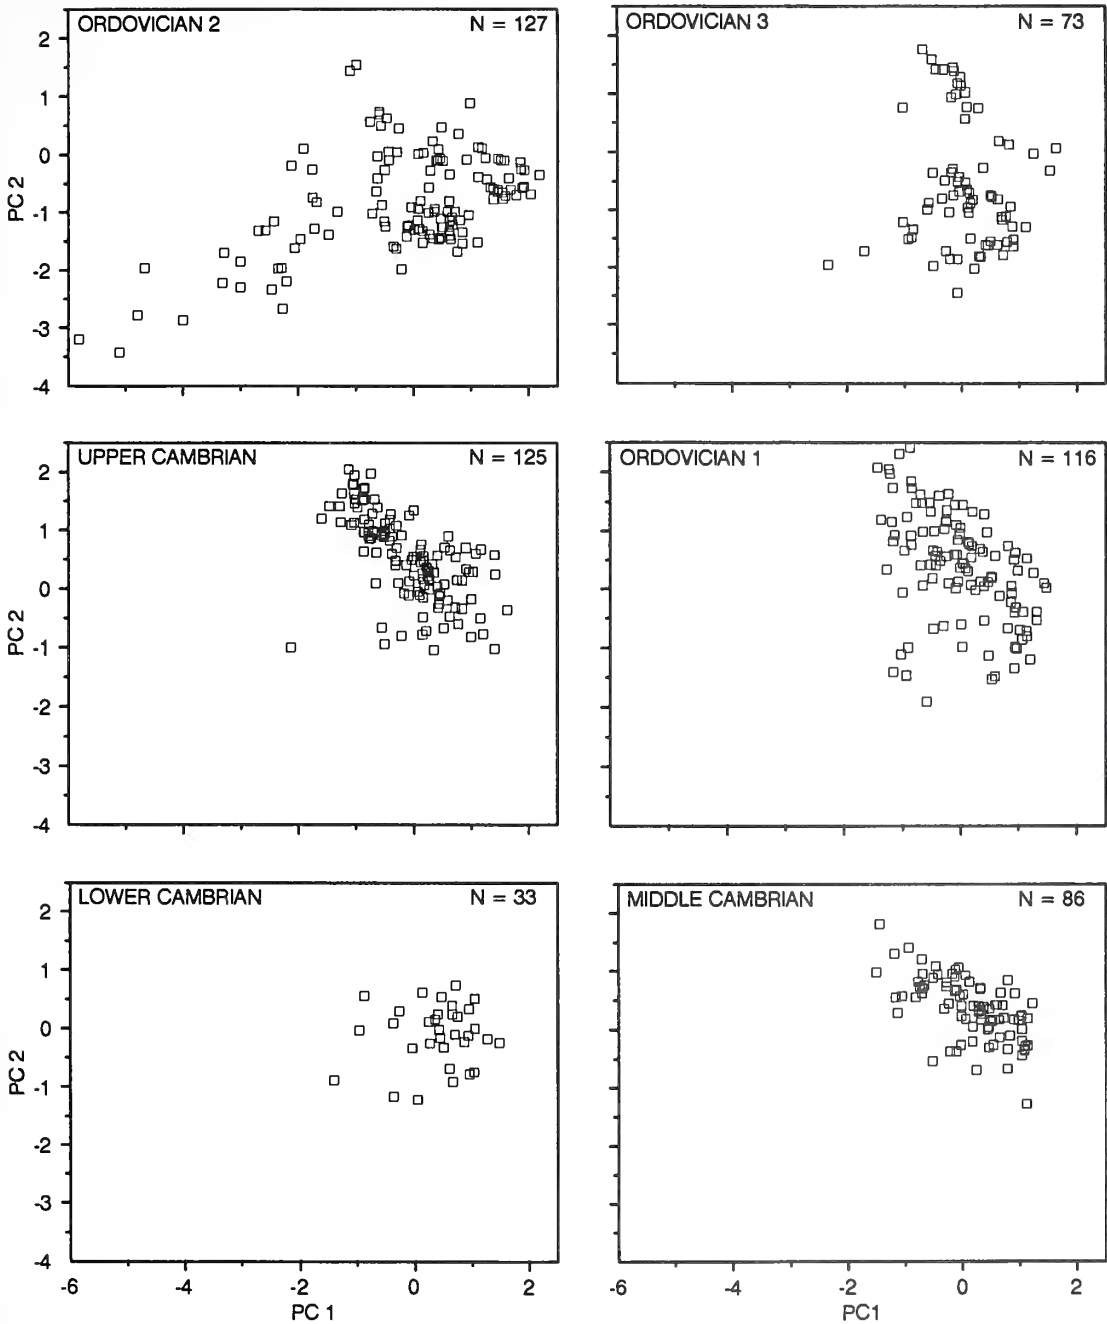 ORDOVICIAN 2 N = 127
2
1
0
-1
-2
-3
-4
PC 2
ORDOVICIAN 3 N = 73
UPPER CAMBRIAN N = 125
2
1
0
-1
-2
-3
-4
PC 2
ORDOVICIAN 1 N = 116
LOWER CAMBRIAN N = 33
2
1
0
-1
-2
-3
-4
PC 2
-6 -4 -2 0 2
PC 1
MIDDLE CAMBRIAN N = 86
-6 -4 -2 0 2
PC1